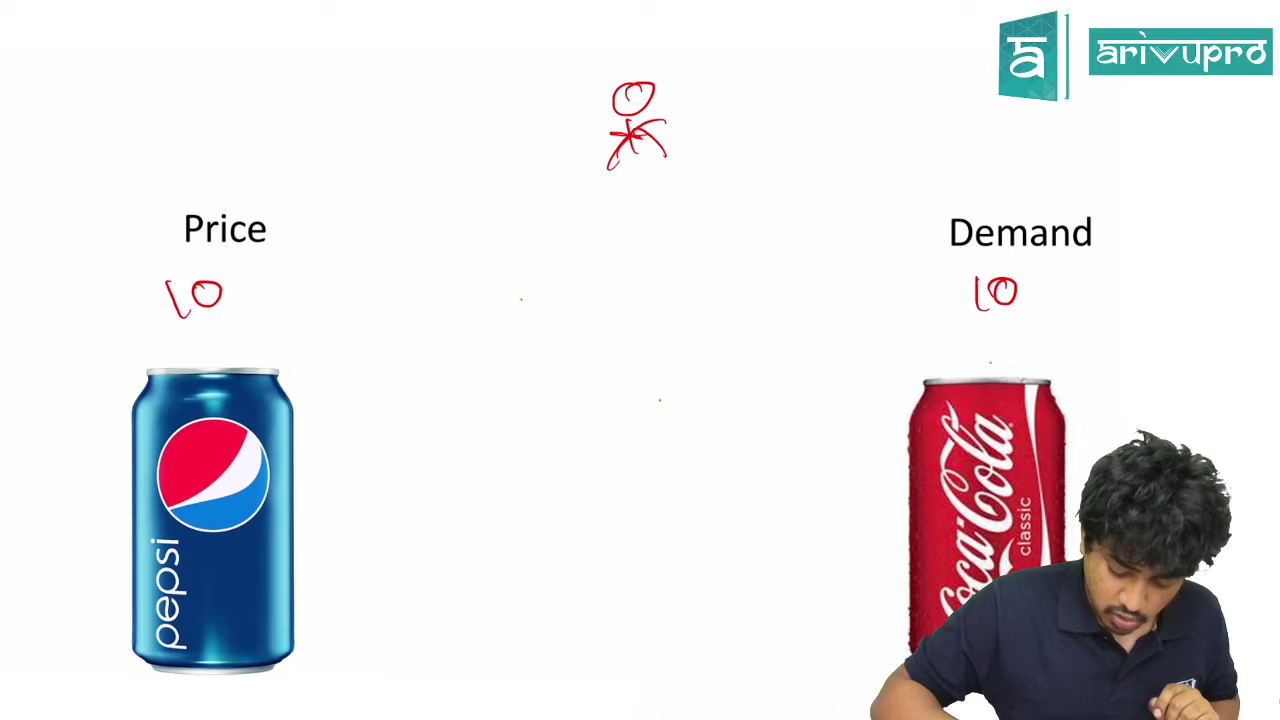 a arivupro
Price
Demand
10
10
pepsi
Coca-Cola
classic